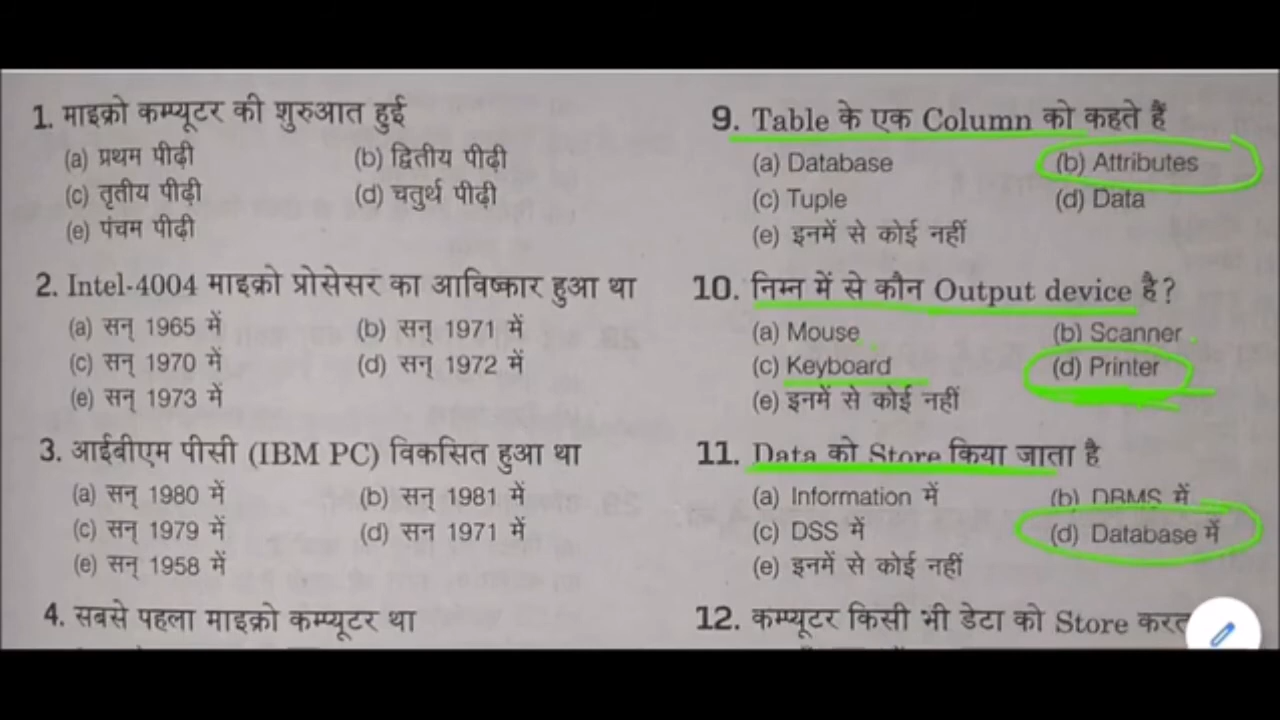 1. माइक्रो कम्प्यूटर की शुरुआत हुई
(a) प्रथम पीढ़ी (b) द्वितीय पीढ़ी
(c) तृतीय पीढ़ी (d) चतुर्थ पीढ़ी
(e) पंचम पीढ़ी
2. Intel-4004 माइक्रो प्रोसेसर का आविष्कार हुआ था
(a) सन् 1965 में (b) सन् 1971 में
(c) सन् 1970 में (d) सन् 1972 में
(e) सन् 1973 में
3. आईबीएम पीसी (IBM PC) विकसित हुआ था
(a) सन् 1980 में (b) सन् 1981 में
(c) सन् 1979 में (d) सन 1971 में
(e) सन् 1958 में
4. सबसे पहला माइक्रो कम्प्यूटर था
9. Table के एक Column को कहते हैं
(a) Database (b) Attributes
(c) Tuple (d) Data
(e) इनमें से कोई नहीं
10. निम्न में से कौन Output device है?
(a) Mouse (b) Scanner
(c) Keyboard (d) Printer
(e) इनमें से कोई नहीं
11. Data को Store किया जाता है
(a) Information में (b) DBMS में
(c) DSS में (d) Database में
(e) इनमें से कोई नहीं
12. कम्प्यूटर किसी भी डेटा को Store